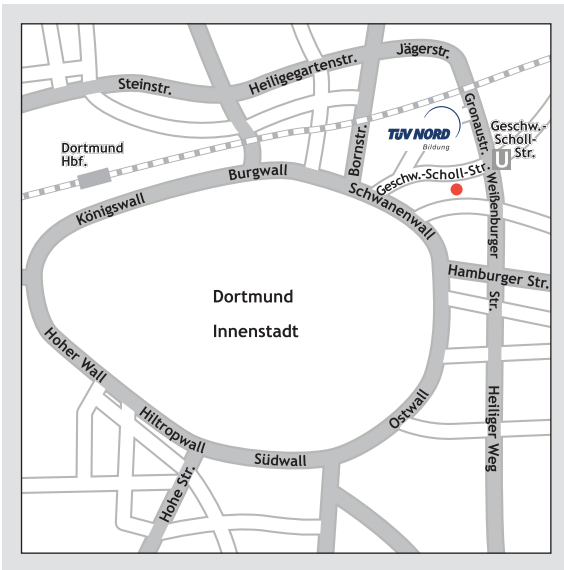 Jägerstr.
Heiligegartenstr.
Steinstr.
Gronaustr.
TÜV NORD
Bildung
Geschw.-
Scholl-
Str.
U
Bornstr.
Dortmund
Hbf.
Burgwall
Geschw.-Scholl-Str.
Schwanenwall
Königswall
Weißenburger
Str.
Hamburger Str.
Dortmund
Innenstadt
Hoher Wall
Hiltropwall
Ostwall
Heiliger Weg
Südwall
Hohe Str.